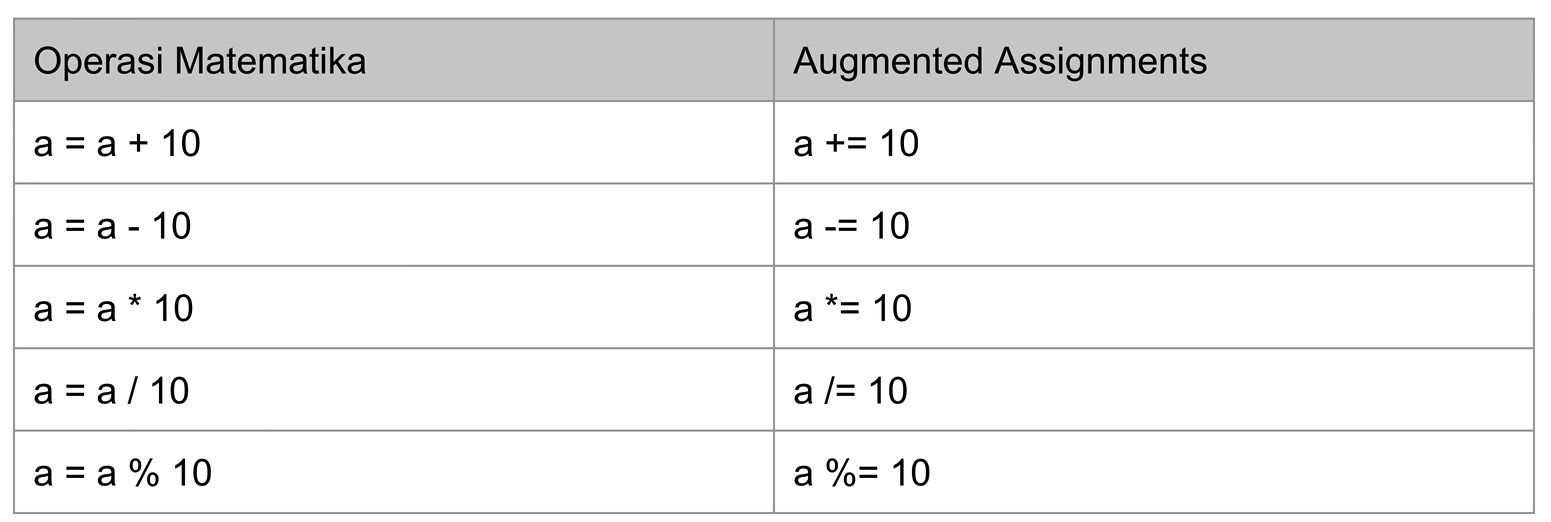 Operasi Matematika Augmented Assignments
a = a + 10 a += 10
a = a - 10 a -= 10
a = a * 10 a *= 10
a = a / 10 a /= 10
a = a % 10 a %= 10